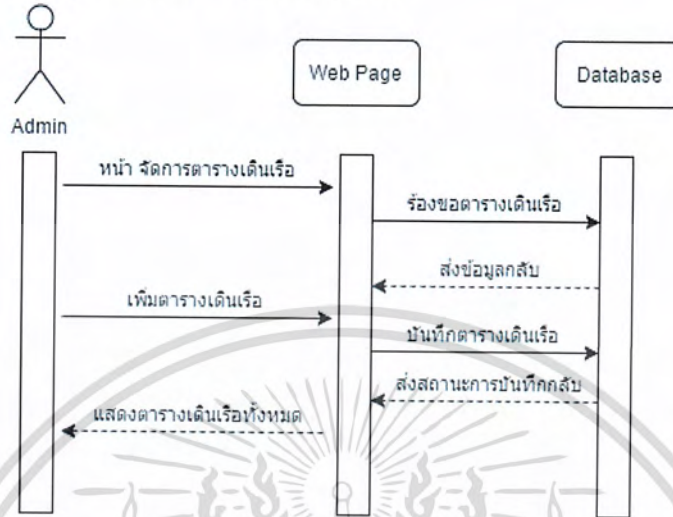 Web Page
Database
Admin
หน้า จัดการตารางเดินเรือ
ร้องขอตารางเดินเรือ
ส่งข้อมูลกลับ
เพิ่มตารางเดินเรือ
บันทึกตารางเดินเรือ
ส่งสถานะการบันทึกกลับ
แสดงตารางเดินเรือทั้งหมด